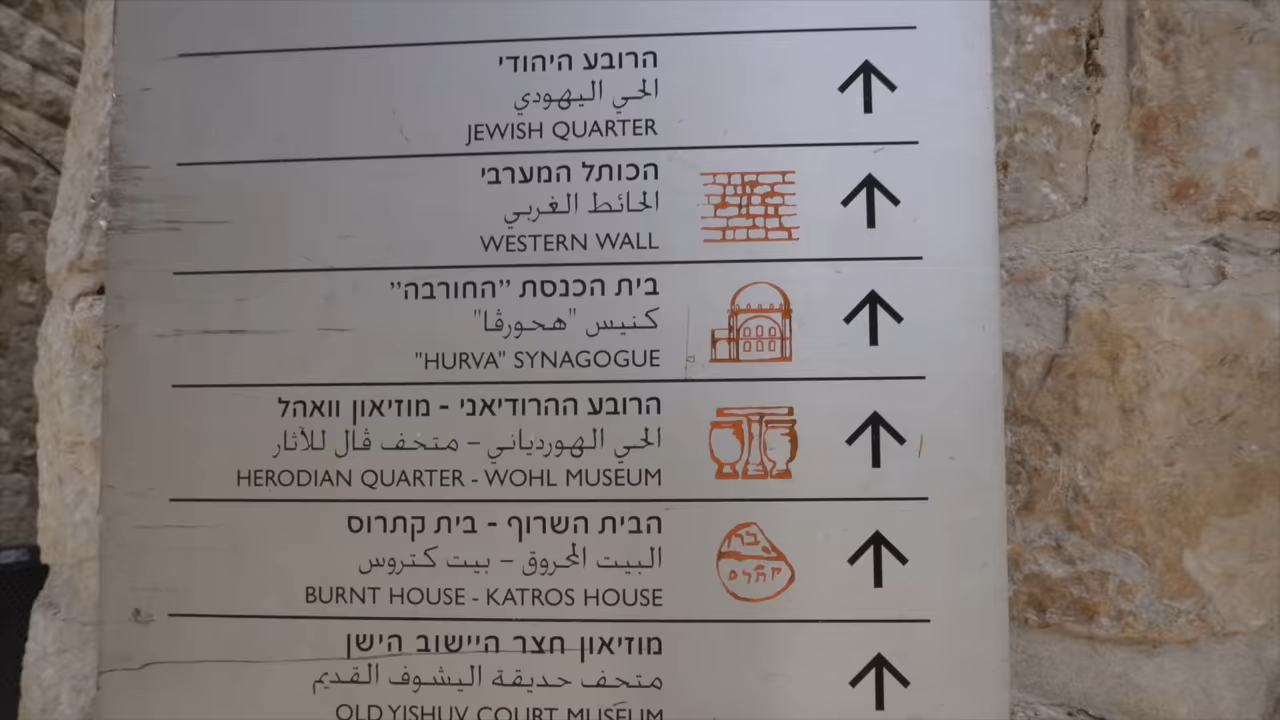 הרובע היהודי
الحي اليهودي
JEWISH QUARTER
הכותל המערבי
الحائط الغربي
WESTERN WALL
בית הכנסת ״החורבה״
كنيس "هحورڤا"
"HURVA" SYNAGOGUE
הרובע ההרודיאני - מוזיאון וואהל
الحي الهوردياني – متحف ڤال للآثار
HERODIAN QUARTER - WOHL MUSEUM
הבית השרוף - בית קתרוס
البيت المحروق – بيت كتروس
BURNT HOUSE - KATROS HOUSE
מוזיאון חצר היישוב הישן
متحف حديقة اليشوف القديم
OLD YISHUV COURT MUSEUM